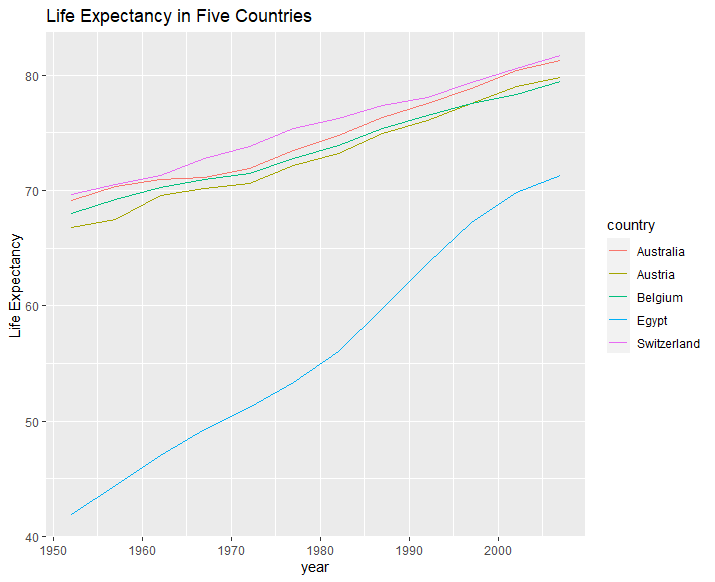 Life Expectancy in Five Countries
80
70
60
50
40
Life Expectancy
1950 1960 1970 1980 1990 2000
year
country
Australia
Austria
Belgium
Egypt
Switzerland